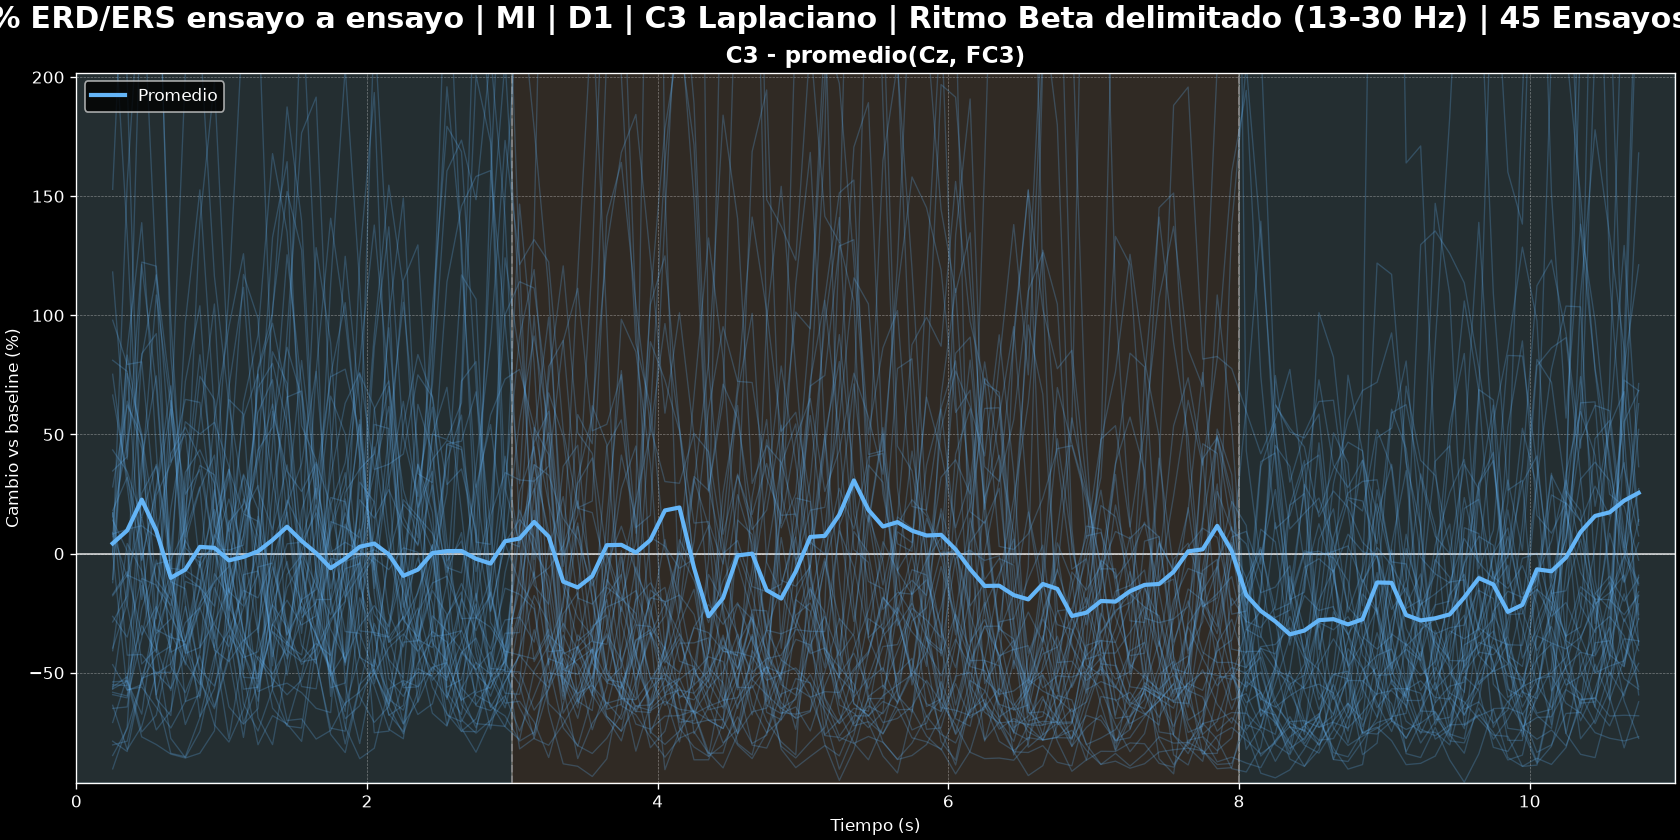 % ERD/ERS ensayo a ensayo | MI | D1 | C3 Laplaciano | Ritmo Beta delimitado (13-30 Hz) | 45 Ensayos
C3 - promedio(Cz, FC3)
Promedio
200
150
100
50
0
−50
Cambio vs baseline (%)
0 2 4 6 8 10
Tiempo (s)